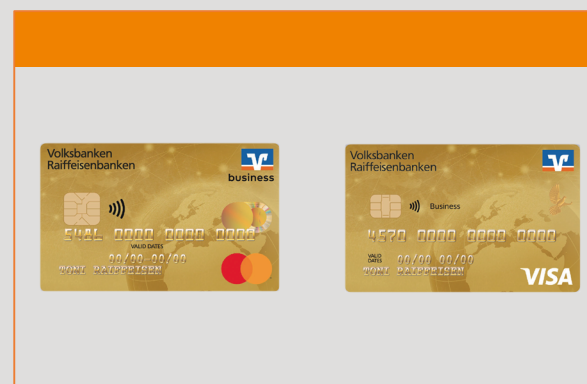 Volksbanken
Raiffeisenbanken
business
5486 0000 0000 0000
VALID DATES
00/00-00/00
TONI RAIFFEISEN
Volksbanken
Raiffeisenbanken
Business
4570 0000 0000 0000
VALID
DATES
00/00 00/00
TONI RAIFFEISEN
VISA